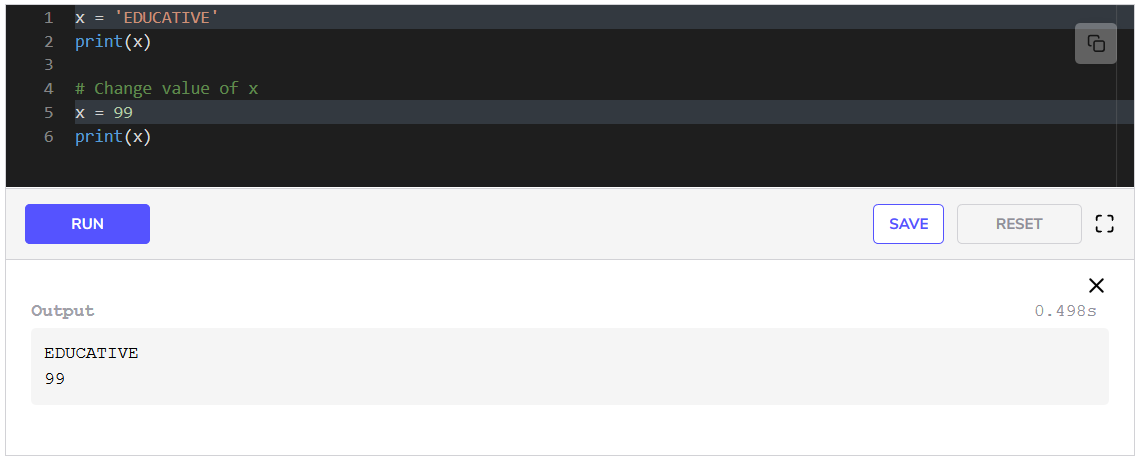 1 x = 'EDUCATIVE'
2 print(x)
3
4 # Change value of x
5 x = 99
6 print(x)
RUN SAVE RESET
Output 0.498s
EDUCATIVE
99